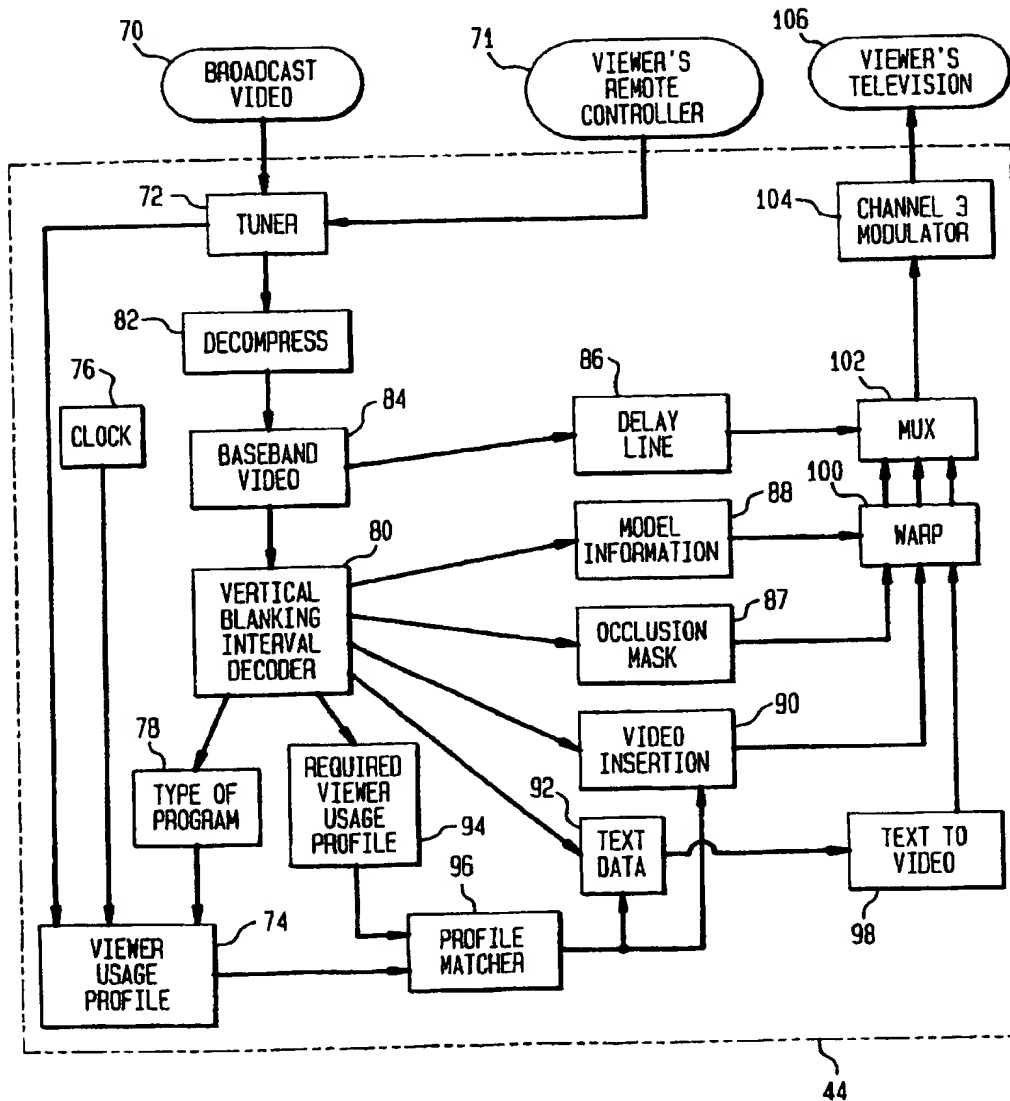 70
BROADCAST
VIDEO
71
VIEWER'S
REMOTE
CONTROLLER
106
VIEWER'S
TELEVISION
72
TUNER
104
CHANNEL 3
MODULATOR
82
DECOMPRESS
76
CLOCK
84
BASEBAND
VIDEO
86
DELAY
LINE
102
MUX
100
WARP
88
MODEL
INFORMATION
80
VERTICAL
BLANKING
INTERVAL
DECODER
87
OCCLUSION
MASK
90
VIDEO
INSERTION
78
TYPE OF
PROGRAM
REQUIRED
VIEWER
USAGE
PROFILE
94
92
TEXT
DATA
TEXT TO
VIDEO
98
96
PROFILE
MATCHER
74
VIEWER
USAGE
PROFILE
44